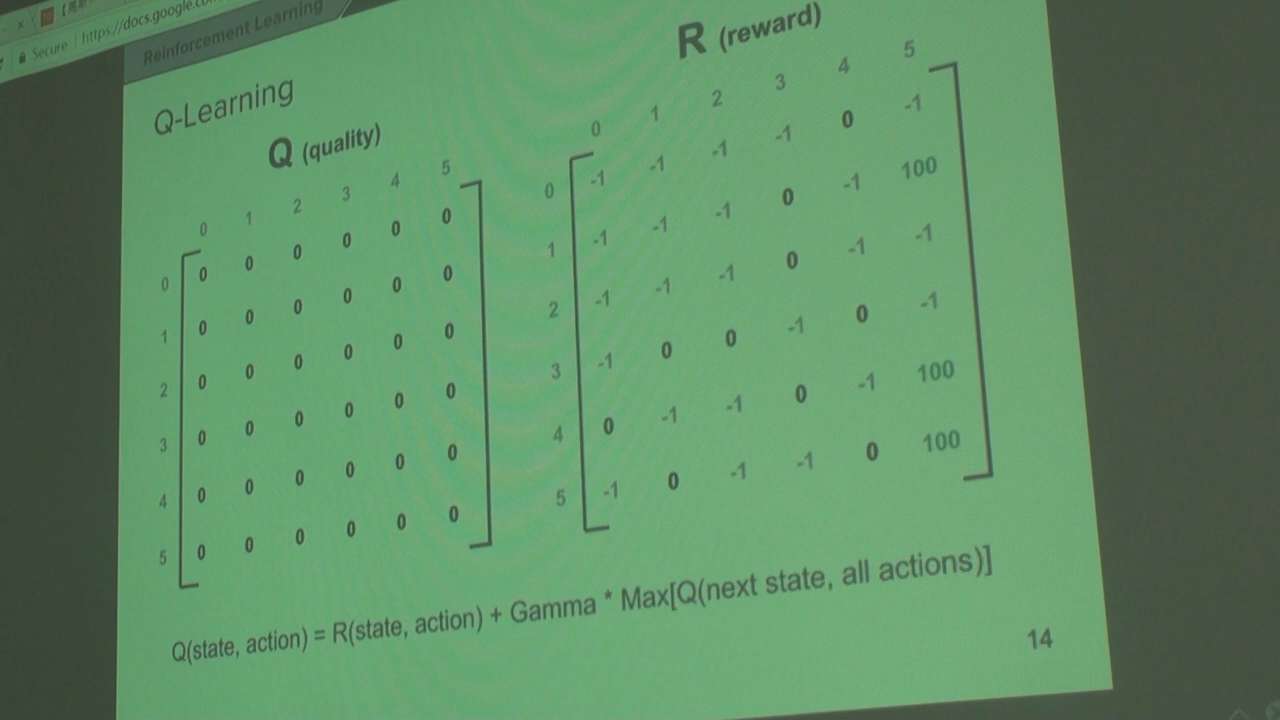 Secure | https://docs.google.co
Reinforcement Learning
Q-Learning
Q (quality)
0 1 2 3 4 5
0 0 0 0 0 0 0
1 0 0 0 0 0 0
2 0 0 0 0 0 0
3 0 0 0 0 0 0
4 0 0 0 0 0 0
5 0 0 0 0 0 0
R (reward)
0 1 2 3 4 5
0 -1 -1 -1 -1 0 -1
1 -1 -1 -1 0 -1 100
2 -1 -1 -1 0 -1 -1
3 -1 0 0 -1 0 -1
4 0 -1 -1 0 -1 100
5 -1 0 -1 -1 0 100
Q(state, action) = R(state, action) + Gamma * Max[Q(next state, all actions)]
14